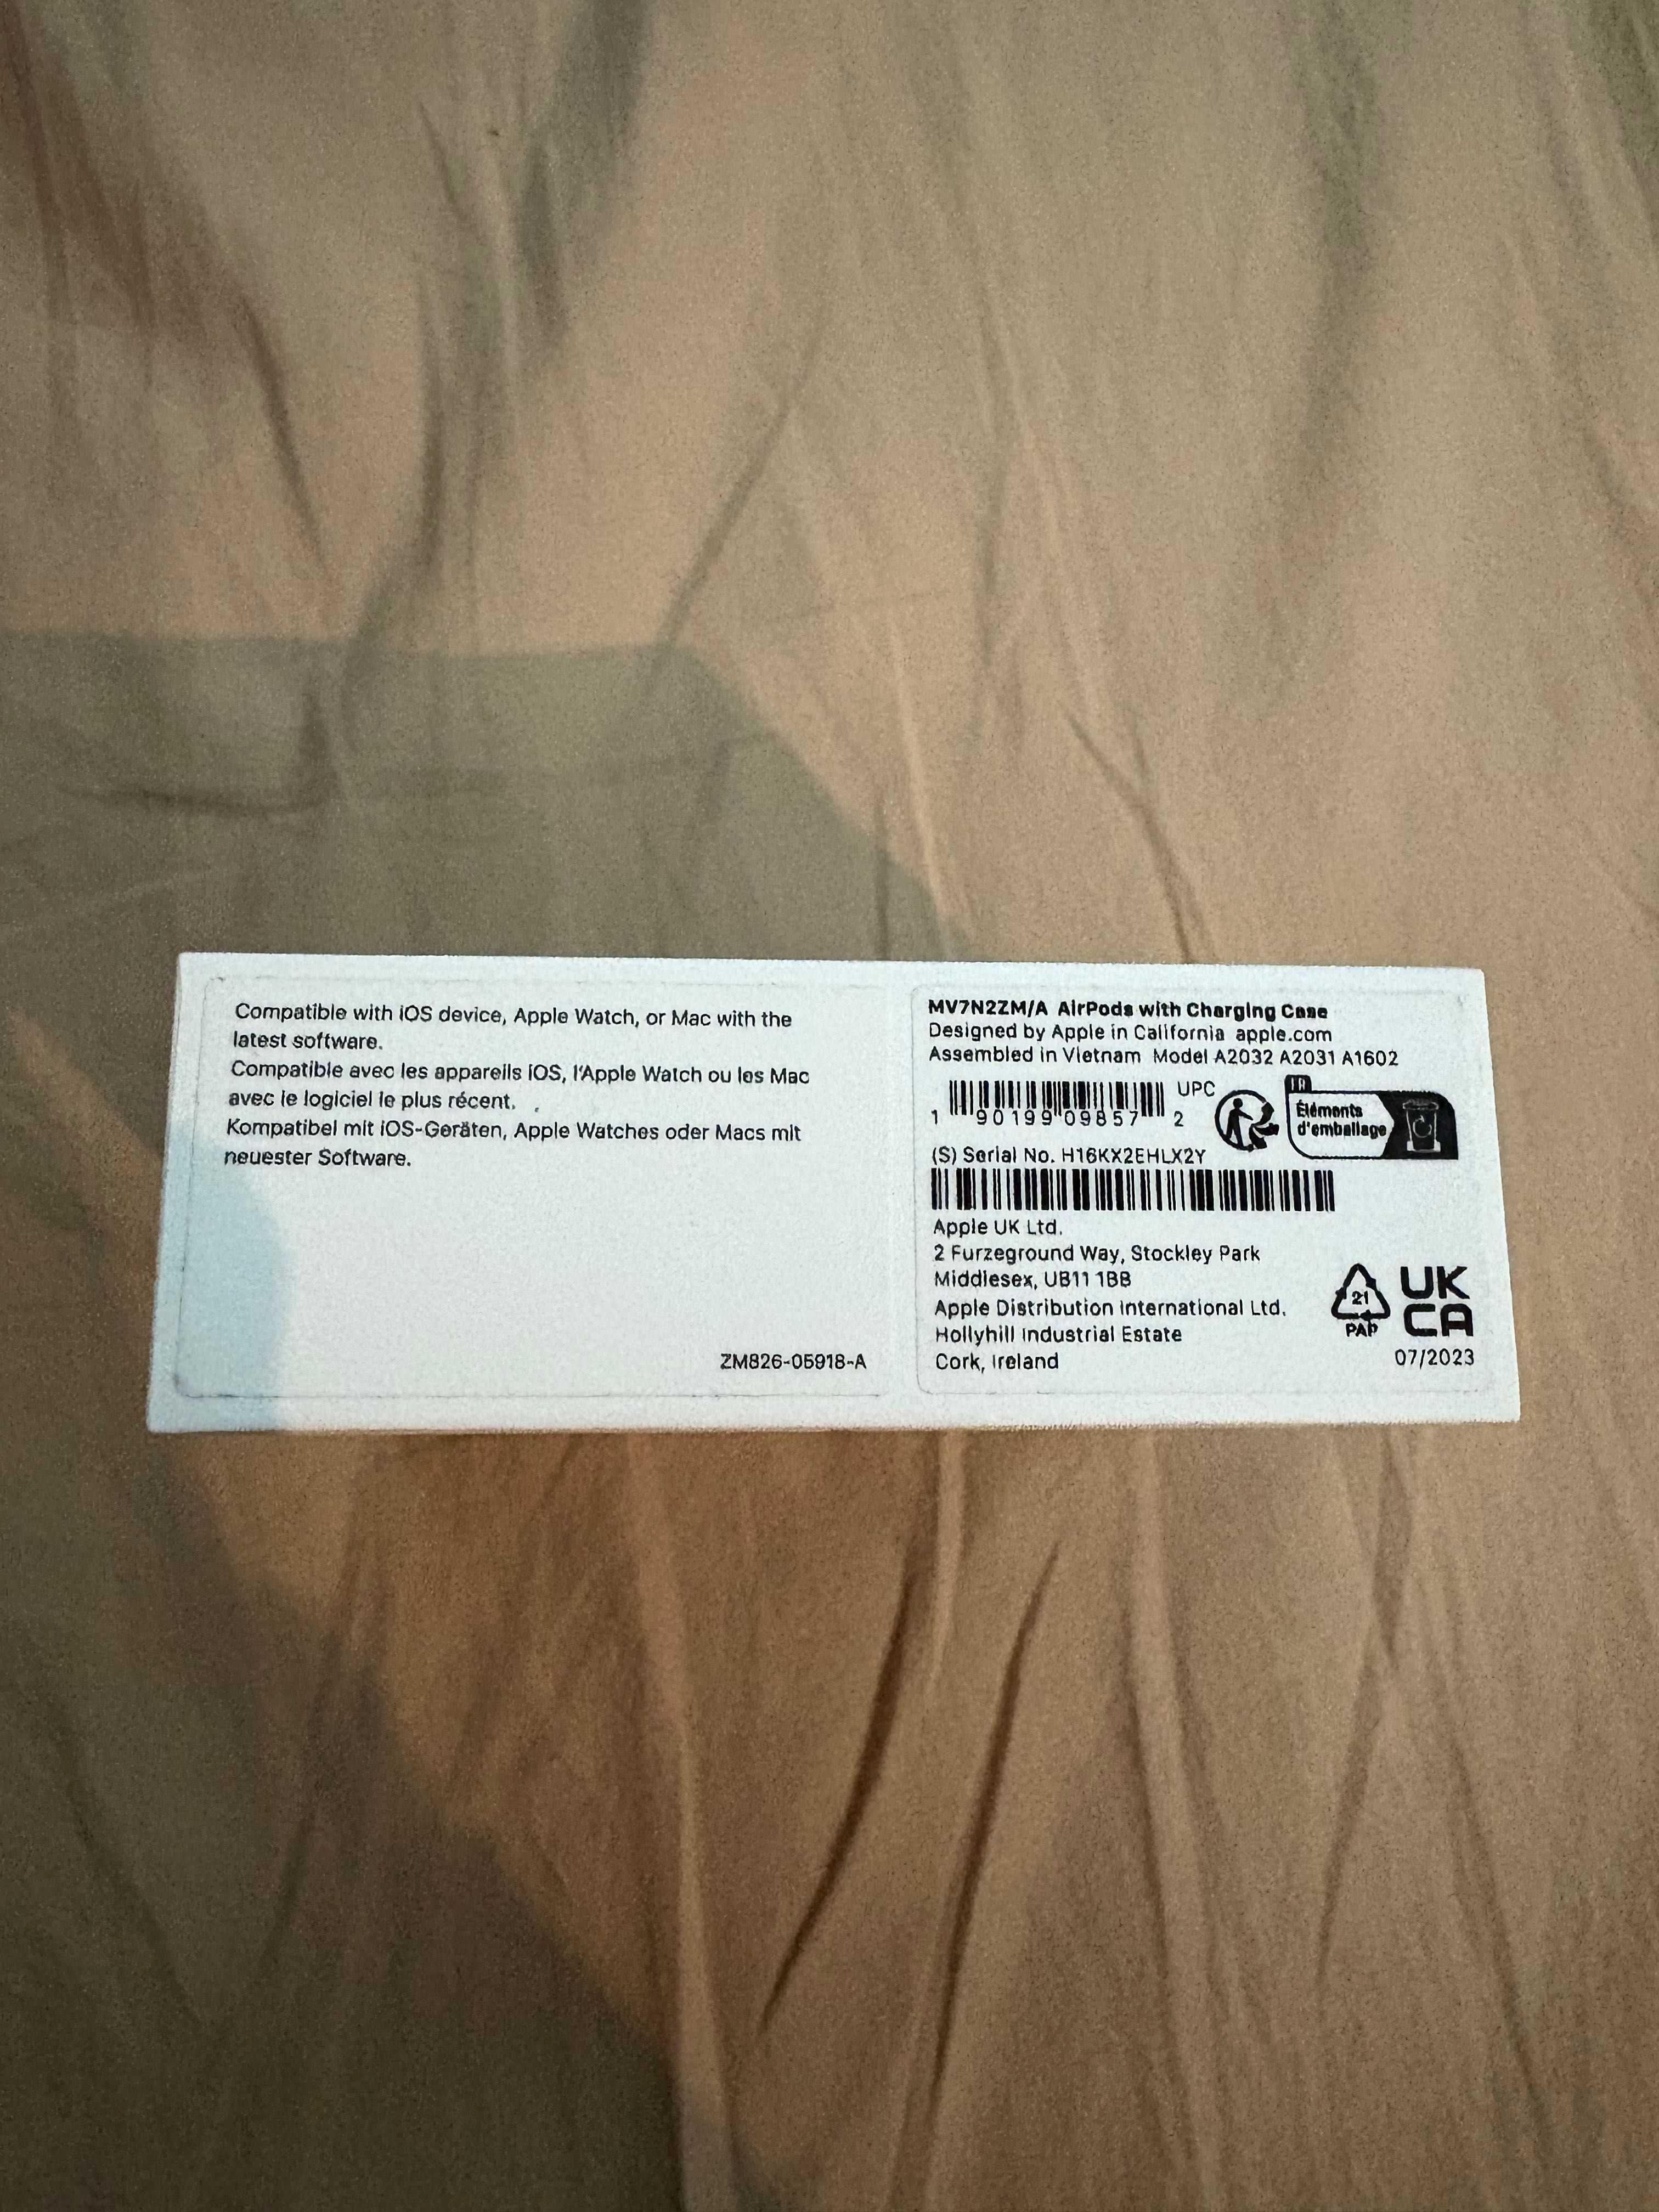 Compatible with iOS device, Apple Watch, or Mac with the
latest software.
Compatible avec les appareils iOS, l'Apple Watch ou les Mac
avec le logiciel le plus récent.
Kompatibel mit iOS-Geräten, Apple Watches oder Macs mit
neuester Software.
ZM826-05918-A
MV7N2ZM/A AirPods with Charging Case
Designed by Apple in California apple.com
Assembled in Vietnam Model A2032 A2031 A1602
UPC
1 90199 09857 2
FR
Éléments
d'emballage
(S) Serial No. H16KX2EHLX2Y
Apple UK Ltd.
2 Furzeground Way, Stockley Park
Middlesex, UB11 1BB
Apple Distribution International Ltd.
Hollyhill Industrial Estate
Cork, Ireland
21
PAP
UK
CA
07/2023